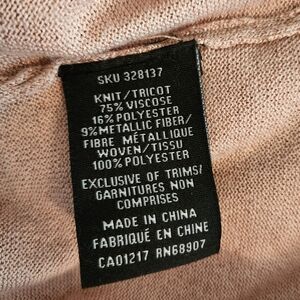 SKU 328137
KNIT/TRICOT
75% VISCOSE
16% POLYESTER
9% METALLIC FIBER/
FIBRE MÉTALLIQUE
WOVEN/TISSU
100% POLYESTER
EXCLUSIVE OF TRIMS/
GARNITURES NON
COMPRISES
MADE IN CHINA
FABRIQUÉ EN CHINE
CA01217 RN68907